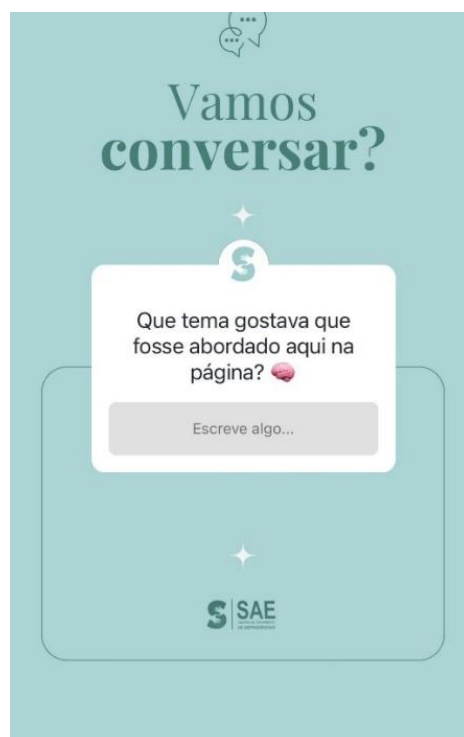 Vamos
conversar?
Que tema gostava que
fosse abordado aqui na
página? 🧠
Escreve algo...
S SAE